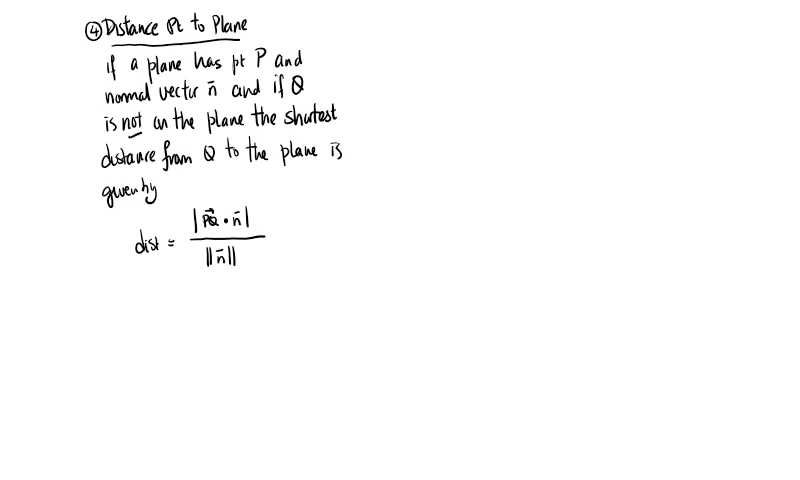 ④ Distance Pt to Plane
if a plane has pt P and
normal vector n̄ and if Q
is not on the plane the shortest
distance from Q to the plane is
given by
dist = |P⃗Q⃗ • n̄| / ||n̄||